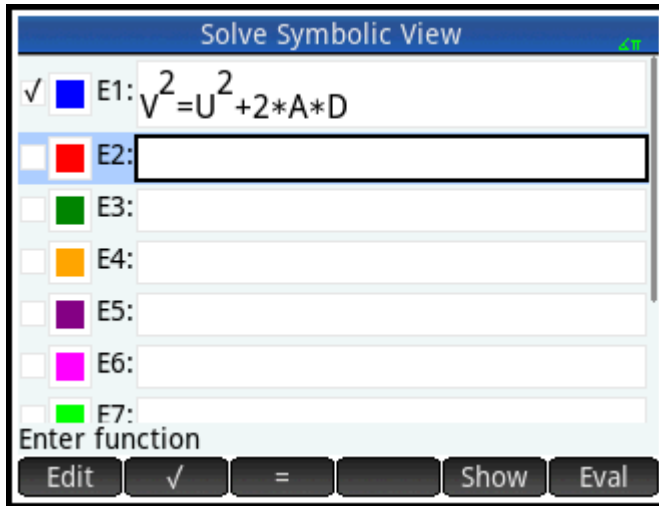 Solve Symbolic View
∡π
√ E1: V²=U²+2*A*D
E2:
E3:
E4:
E5:
E6:
E7:
Enter function
Edit √ = Show Eval